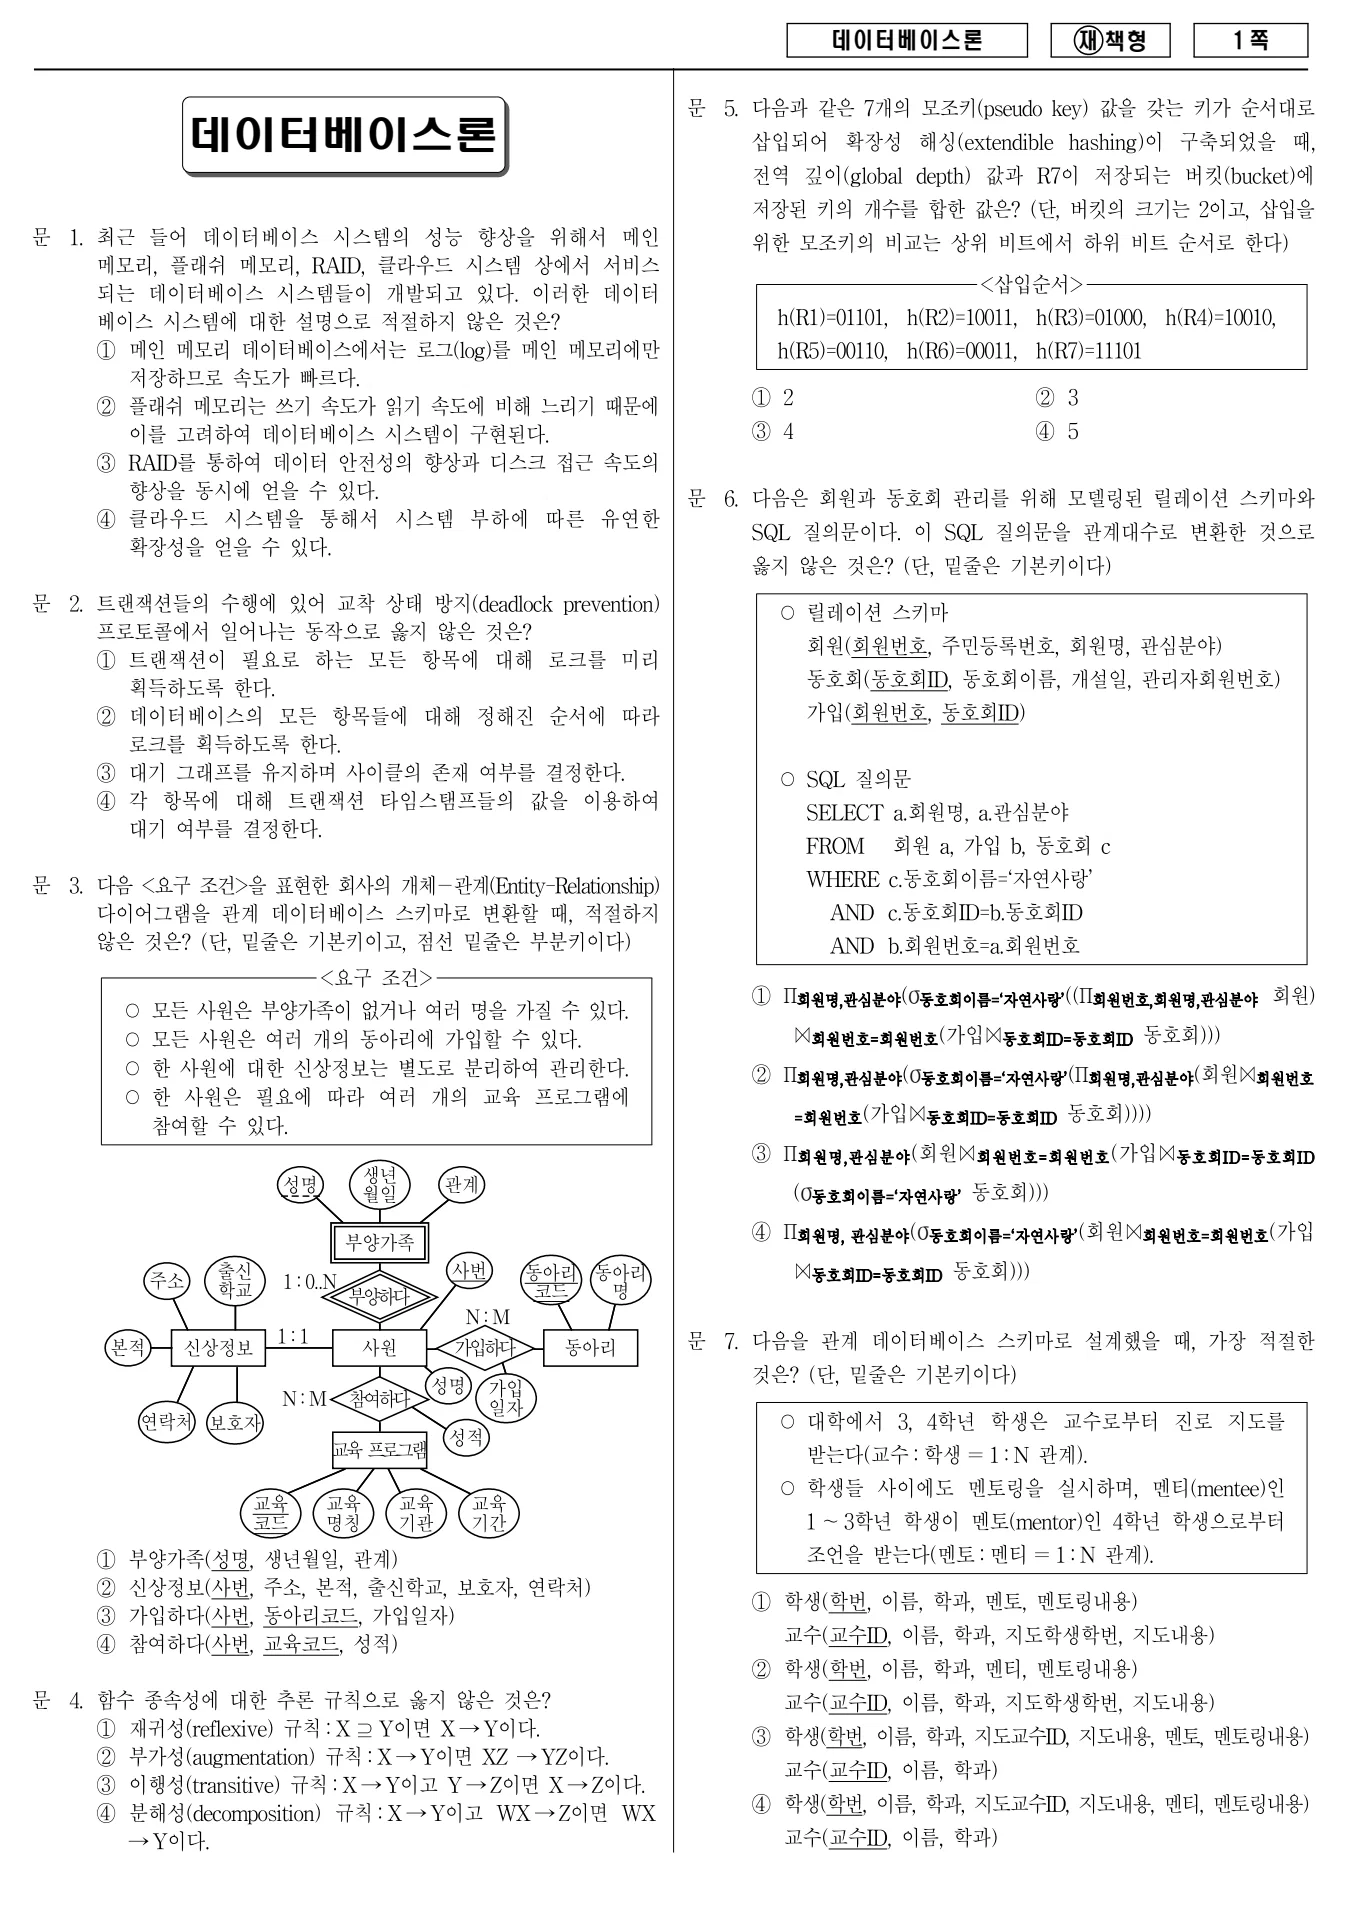 데이터베이스론
재책형
1 쪽
데이터베이스론
문 1. 최근 들어 데이터베이스 시스템의 성능 향상을 위해서 메인
메모리, 플래쉬 메모리, RAID, 클라우드 시스템 상에서 서비스
되는 데이터베이스 시스템들이 개발되고 있다. 이러한 데이터
베이스 시스템에 대한 설명으로 적절하지 않은 것은?
① 메인 메모리 데이터베이스에서는 로그(log)를 메인 메모리에만
저장하므로 속도가 빠르다.
② 플래쉬 메모리는 쓰기 속도가 읽기 속도에 비해 느리기 때문에
이를 고려하여 데이터베이스 시스템이 구현된다.
③ RAID를 통하여 데이터 안전성의 향상과 디스크 접근 속도의
향상을 동시에 얻을 수 있다.
④ 클라우드 시스템을 통해서 시스템 부하에 따른 유연한
확장성을 얻을 수 있다.
문 2. 트랜잭션들의 수행에 있어 교착 상태 방지(deadlock prevention)
프로토콜에서 일어나는 동작으로 옳지 않은 것은?
① 트랜잭션이 필요로 하는 모든 항목에 대해 로크를 미리
획득하도록 한다.
② 데이터베이스의 모든 항목들에 대해 정해진 순서에 따라
로크를 획득하도록 한다.
③ 대기 그래프를 유지하며 사이클의 존재 여부를 결정한다.
④ 각 항목에 대해 트랜잭션 타임스탬프들의 값을 이용하여
대기 여부를 결정한다.
문 3. 다음 <요구 조건>을 표현한 회사의 개체-관계(Entity-Relationship)
다이어그램을 관계 데이터베이스 스키마로 변환할 때, 적절하지
않은 것은? (단, 밑줄은 기본키이고, 점선 밑줄은 부분키이다)
<요구 조건>
○ 모든 사원은 부양가족이 없거나 여러 명을 가질 수 있다.
○ 모든 사원은 여러 개의 동아리에 가입할 수 있다.
○ 한 사원에 대한 신상정보는 별도로 분리하여 관리한다.
○ 한 사원은 필요에 따라 여러 개의 교육 프로그램에
참여할 수 있다.
성명
생년
월일
관계
부양가족
주소
출신
학교
1 : 0..N
부양하다
사번
동아리
코드
동아리
명
N : M
본적
신상정보
1 : 1
사원
가입하다
동아리
연락처
보호자
N : M
참여하다
성명
가입
일자
성적
교육 프로그램
교육
코드
교육
명칭
교육
기관
교육
기간
① 부양가족(성명, 생년월일, 관계)
② 신상정보(사번, 주소, 본적, 출신학교, 보호자, 연락처)
③ 가입하다(사번, 동아리코드, 가입일자)
④ 참여하다(사번, 교육코드, 성적)
문 4. 함수 종속성에 대한 추론 규칙으로 옳지 않은 것은?
① 재귀성(reflexive) 규칙 : X ⊇ Y이면 X → Y이다.
② 부가성(augmentation) 규칙 : X → Y이면 XZ → YZ이다.
③ 이행성(transitive) 규칙 : X → Y이고 Y → Z이면 X → Z이다.
④ 분해성(decomposition) 규칙 : X → Y이고 WX → Z이면 WX
→ Y이다.
문 5. 다음과 같은 7개의 모조키(pseudo key) 값을 갖는 키가 순서대로
삽입되어 확장성 해싱(extendible hashing)이 구축되었을 때,
전역 깊이(global depth) 값과 R7이 저장되는 버킷(bucket)에
저장된 키의 개수를 합한 값은? (단, 버킷의 크기는 2이고, 삽입을
위한 모조키의 비교는 상위 비트에서 하위 비트 순서로 한다)
<삽입순서>
h(R1)=01101, h(R2)=10011, h(R3)=01000, h(R4)=10010,
h(R5)=00110, h(R6)=00011, h(R7)=11101
① 2 ② 3
③ 4 ④ 5
문 6. 다음은 회원과 동호회 관리를 위해 모델링된 릴레이션 스키마와
SQL 질의문이다. 이 SQL 질의문을 관계대수로 변환한 것으로
옳지 않은 것은? (단, 밑줄은 기본키이다)
○ 릴레이션 스키마
회원(회원번호, 주민등록번호, 회원명, 관심분야)
동호회(동호회ID, 동호회이름, 개설일, 관리자회원번호)
가입(회원번호, 동호회ID)
○ SQL 질의문
SELECT a.회원명, a.관심분야
FROM 회원 a, 가입 b, 동호회 c
WHERE c.동호회이름=‘자연사랑’
AND c.동호회ID=b.동호회ID
AND b.회원번호=a.회원번호
① Π회원명,관심분야(σ동호회이름=‘자연사랑’((Π회원번호,회원명,관심분야 회원)
⋈회원번호=회원번호(가입⋈동호회ID=동호회ID 동호회)))
② Π회원명,관심분야(σ동호회이름=‘자연사랑’(Π회원명,관심분야(회원⋈회원번호
=회원번호(가입⋈동호회ID=동호회ID 동호회))))
③ Π회원명,관심분야(회원⋈회원번호=회원번호(가입⋈동호회ID=동호회ID
(σ동호회이름=‘자연사랑’ 동호회)))
④ Π회원명, 관심분야(σ동호회이름=‘자연사랑’(회원⋈회원번호=회원번호(가입
⋈동호회ID=동호회ID 동호회)))
문 7. 다음을 관계 데이터베이스 스키마로 설계했을 때, 가장 적절한
것은? (단, 밑줄은 기본키이다)
○ 대학에서 3, 4학년 학생은 교수로부터 진로 지도를
받는다(교수 : 학생 = 1 : N 관계).
○ 학생들 사이에도 멘토링을 실시하며, 멘티(mentee)인
1 ~ 3학년 학생이 멘토(mentor)인 4학년 학생으로부터
조언을 받는다(멘토 : 멘티 = 1 : N 관계).
① 학생(학번, 이름, 학과, 멘토, 멘토링내용)
교수(교수ID, 이름, 학과, 지도학생학번, 지도내용)
② 학생(학번, 이름, 학과, 멘티, 멘토링내용)
교수(교수ID, 이름, 학과, 지도학생학번, 지도내용)
③ 학생(학번, 이름, 학과, 지도교수ID, 지도내용, 멘토, 멘토링내용)
교수(교수ID, 이름, 학과)
④ 학생(학번, 이름, 학과, 지도교수ID, 지도내용, 멘티, 멘토링내용)
교수(교수ID, 이름, 학과)